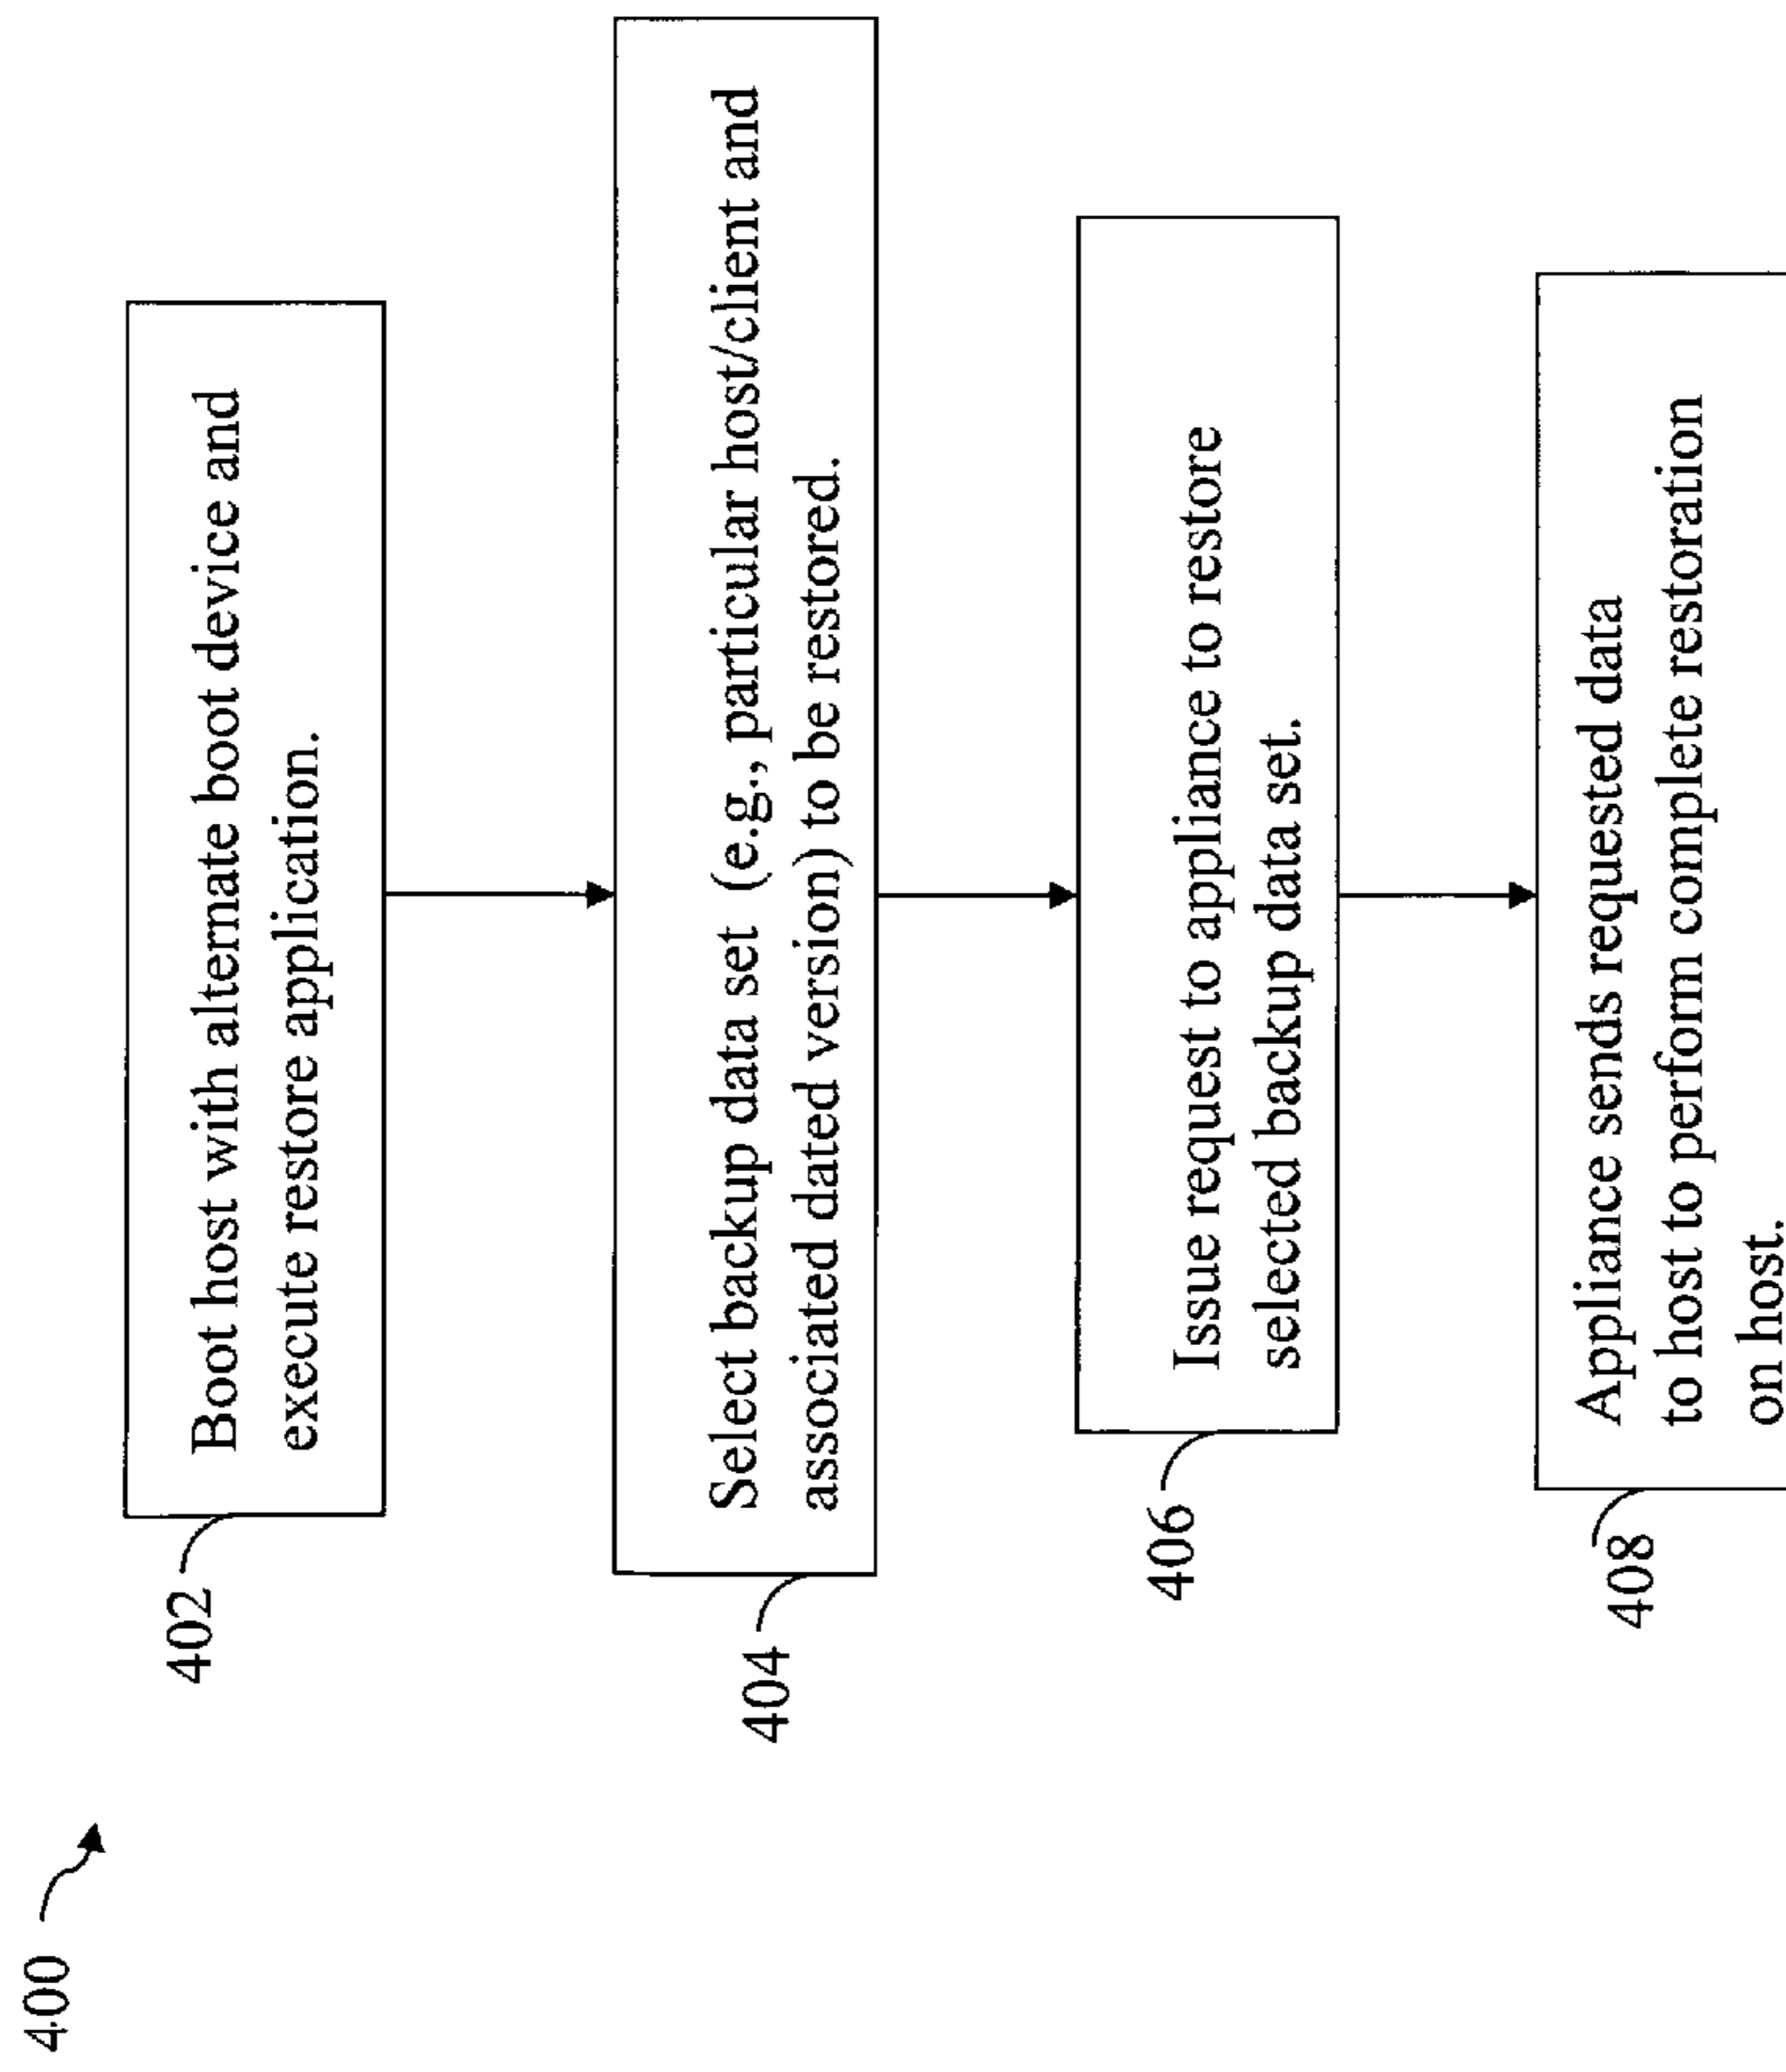 400
402
Boot host with alternate boot device and
execute restore application.
404
Select backup data set (e.g., particular host/client and
associated dated version) to be restored.
406
Issue request to appliance to restore
selected backup data set.
408
Appliance sends requested data
to host to perform complete restoration
on host.